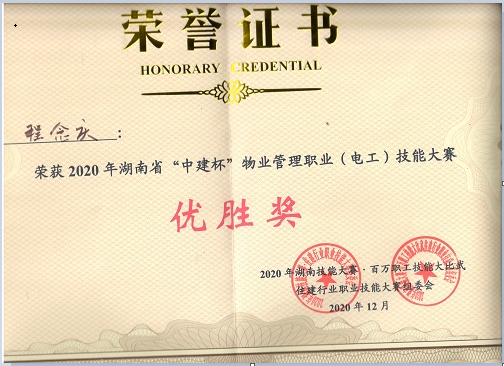 荣誉证书
HONORARY CREDENTIAL
程念庆：
荣获2020年湖南省“中建杯”物业管理职业（电工）技能大赛
优胜奖
2020年湖南技能大赛·百万职工技能大比武
住建行业职业技能大赛组委会
2020年12月